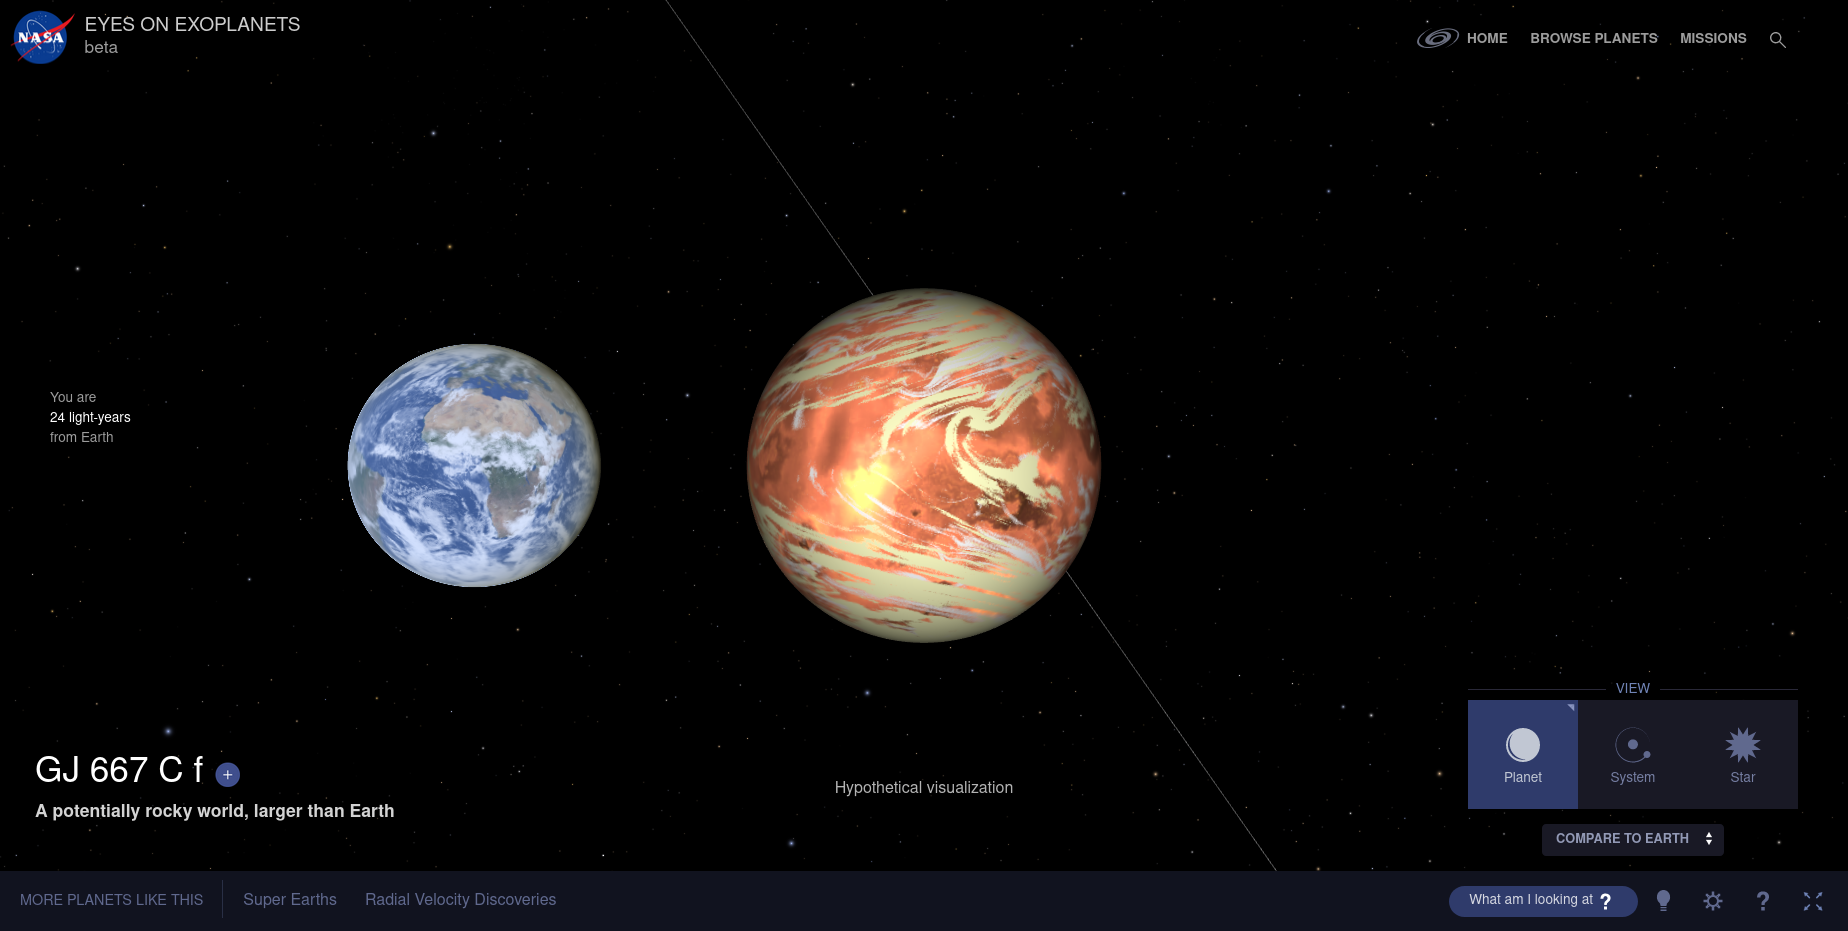 NASA
EYES ON EXOPLANETS
beta
HOME
BROWSE PLANETS
MISSIONS
You are
24 light-years
from Earth
GJ 667 C f +
A potentially rocky world, larger than Earth
Hypothetical visualization
VIEW
Planet
System
Star
COMPARE TO EARTH
MORE PLANETS LIKE THIS
Super Earths
Radial Velocity Discoveries
What am I looking at ?
?